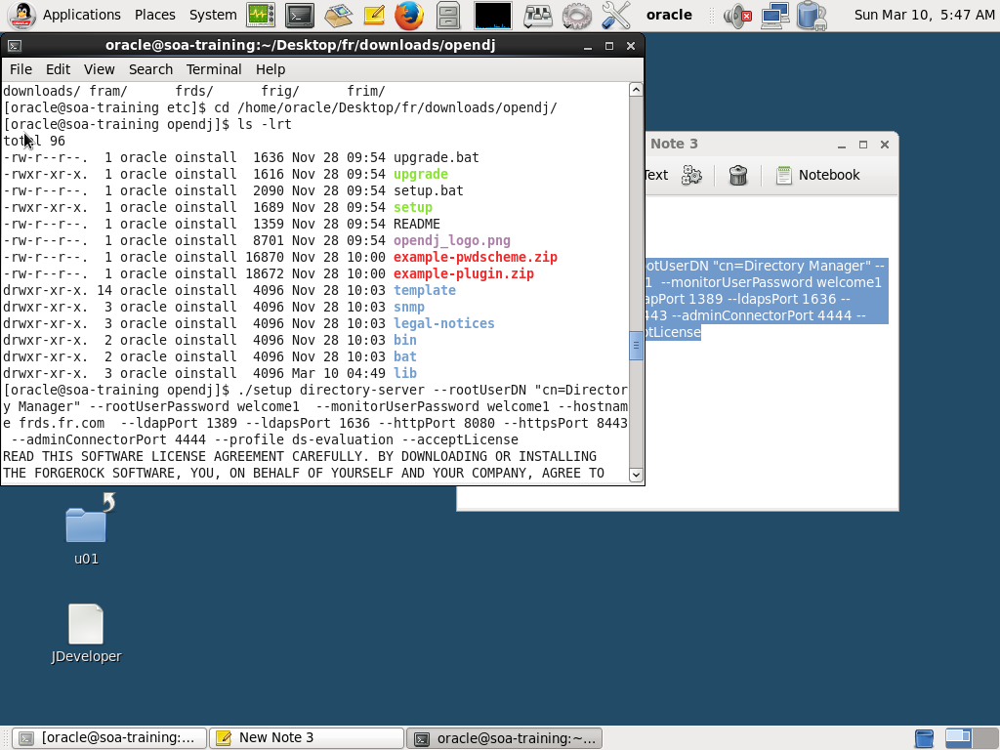 Applications Places System oracle Sun Mar 10, 5:47 AM
oracle@soa-training:~/Desktop/fr/downloads/opendj
File Edit View Search Terminal Help
downloads/ fram/ frds/ frig/ frim/
[oracle@soa-training etc]$ cd /home/oracle/Desktop/fr/downloads/opendj/
[oracle@soa-training opendj]$ ls -lrt
total 96
-rw-r--r--. 1 oracle oinstall 1636 Nov 28 09:54 upgrade.bat
-rwxr-xr-x. 1 oracle oinstall 1616 Nov 28 09:54 upgrade
-rw-r--r--. 1 oracle oinstall 2090 Nov 28 09:54 setup.bat
-rwxr-xr-x. 1 oracle oinstall 1689 Nov 28 09:54 setup
-rw-r--r--. 1 oracle oinstall 1359 Nov 28 09:54 README
-rw-r--r--. 1 oracle oinstall 8701 Nov 28 09:54 opendj_logo.png
-rw-r--r--. 1 oracle oinstall 16870 Nov 28 10:00 example-pwdscheme.zip
-rw-r--r--. 1 oracle oinstall 18672 Nov 28 10:00 example-plugin.zip
drwxr-xr-x. 14 oracle oinstall 4096 Nov 28 10:03 template
drwxr-xr-x. 3 oracle oinstall 4096 Nov 28 10:03 snmp
drwxr-xr-x. 3 oracle oinstall 4096 Nov 28 10:03 legal-notices
drwxr-xr-x. 2 oracle oinstall 4096 Nov 28 10:03 bin
drwxr-xr-x. 2 oracle oinstall 4096 Nov 28 10:03 bat
drwxr-xr-x. 3 oracle oinstall 4096 Mar 10 04:49 lib
[oracle@soa-training opendj]$ ./setup directory-server --rootUserDN "cn=Director
y Manager" --rootUserPassword welcome1 --monitorUserPassword welcome1 --hostnam
e frds.fr.com --ldapPort 1389 --ldapsPort 1636 --httpPort 8080 --httpsPort 8443
--adminConnectorPort 4444 --profile ds-evaluation --acceptLicense
READ THIS SOFTWARE LICENSE AGREEMENT CAREFULLY. BY DOWNLOADING OR INSTALLING
THE FORGEROCK SOFTWARE, YOU, ON BEHALF OF YOURSELF AND YOUR COMPANY, AGREE TO
Note 3
Text Notebook
ootUserDN "cn=Directory Manager" --
1 --monitorUserPassword welcome1
apPort 1389 --ldapsPort 1636 --
443 --adminConnectorPort 4444 --
otLicense
u01
JDeveloper
[oracle@soa-training:... New Note 3 oracle@soa-training:~...